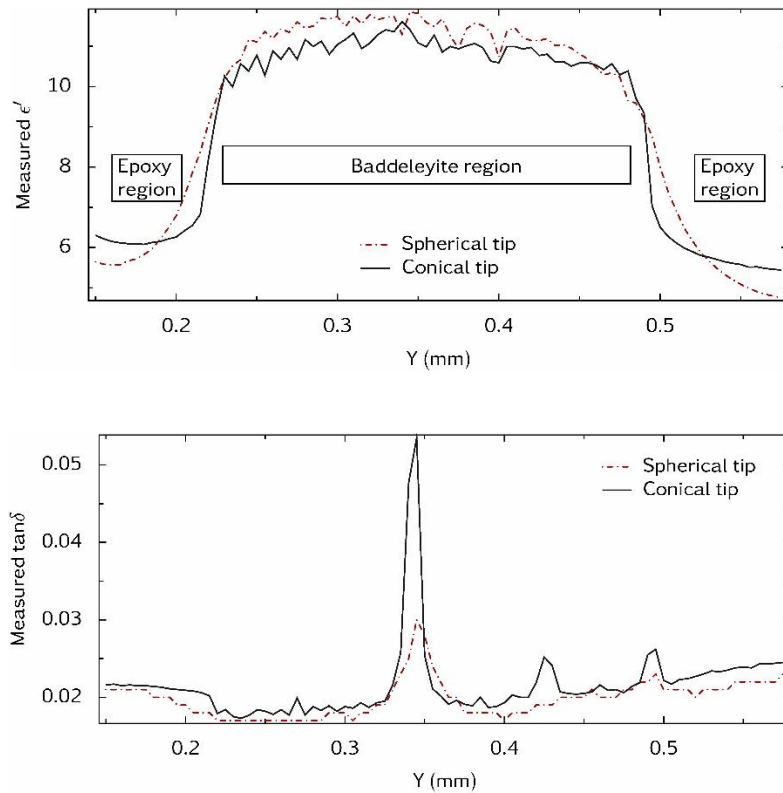 Measured ϵ′
10
8
6
4
Epoxy
region
Baddeleyite region
Epoxy
region
Spherical tip
Conical tip
0.2
0.3
0.4
0.5
Y (mm)
Measured tanδ
0.05
0.04
0.03
0.02
Spherical tip
Conical tip
0.2
0.3
0.4
0.5
Y (mm)